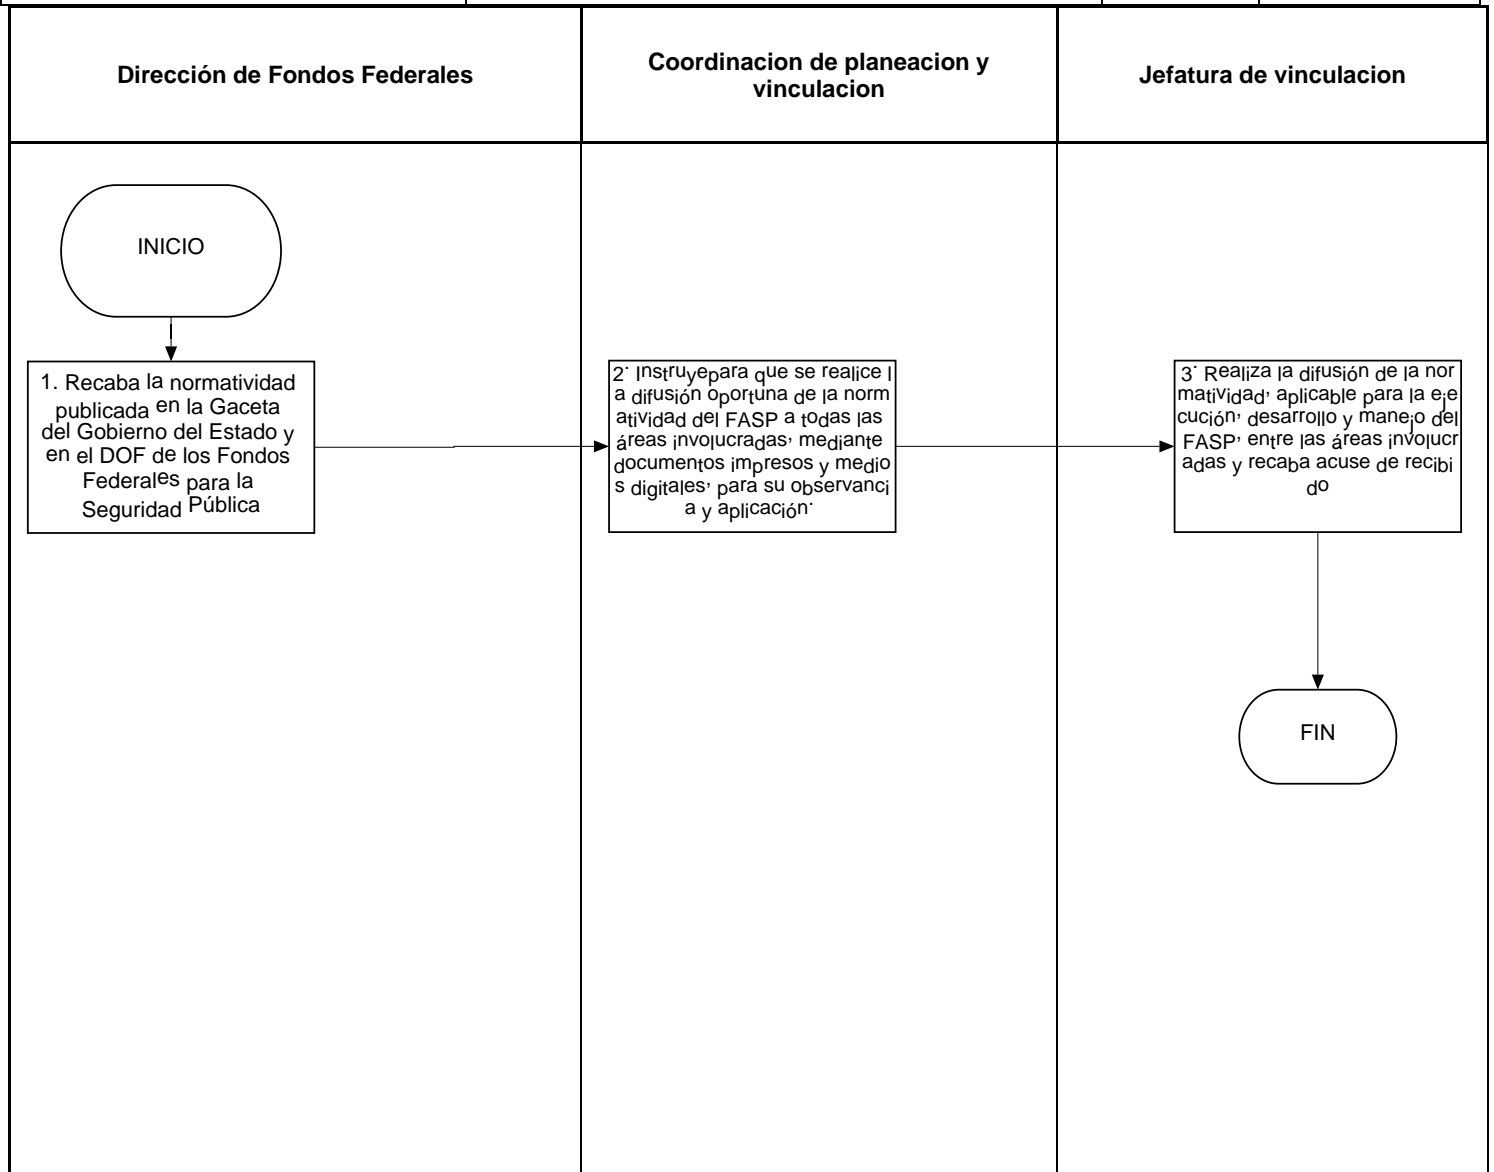 Dirección de Fondos Federales
Coordinacion de planeacion y
vinculacion
Jefatura de vinculacion
INICIO
1. Recaba la normatividad
publicada en la Gaceta
del Gobierno del Estado y
en el DOF de los Fondos
Federales para la
Seguridad Pública
2. Instruyepara que se realice l
a difusión oportuna de la norm
atividad del FASP a todas las
áreas involucradas, mediante
documentos impresos y medio
s digitales, para su observanci
a y aplicación.
3. Realiza la difusión de la nor
matividad, aplicable para la eje
cución, desarrollo y manejo del
FASP, entre las áreas involucr
adas y recaba acuse de recibi
do
FIN